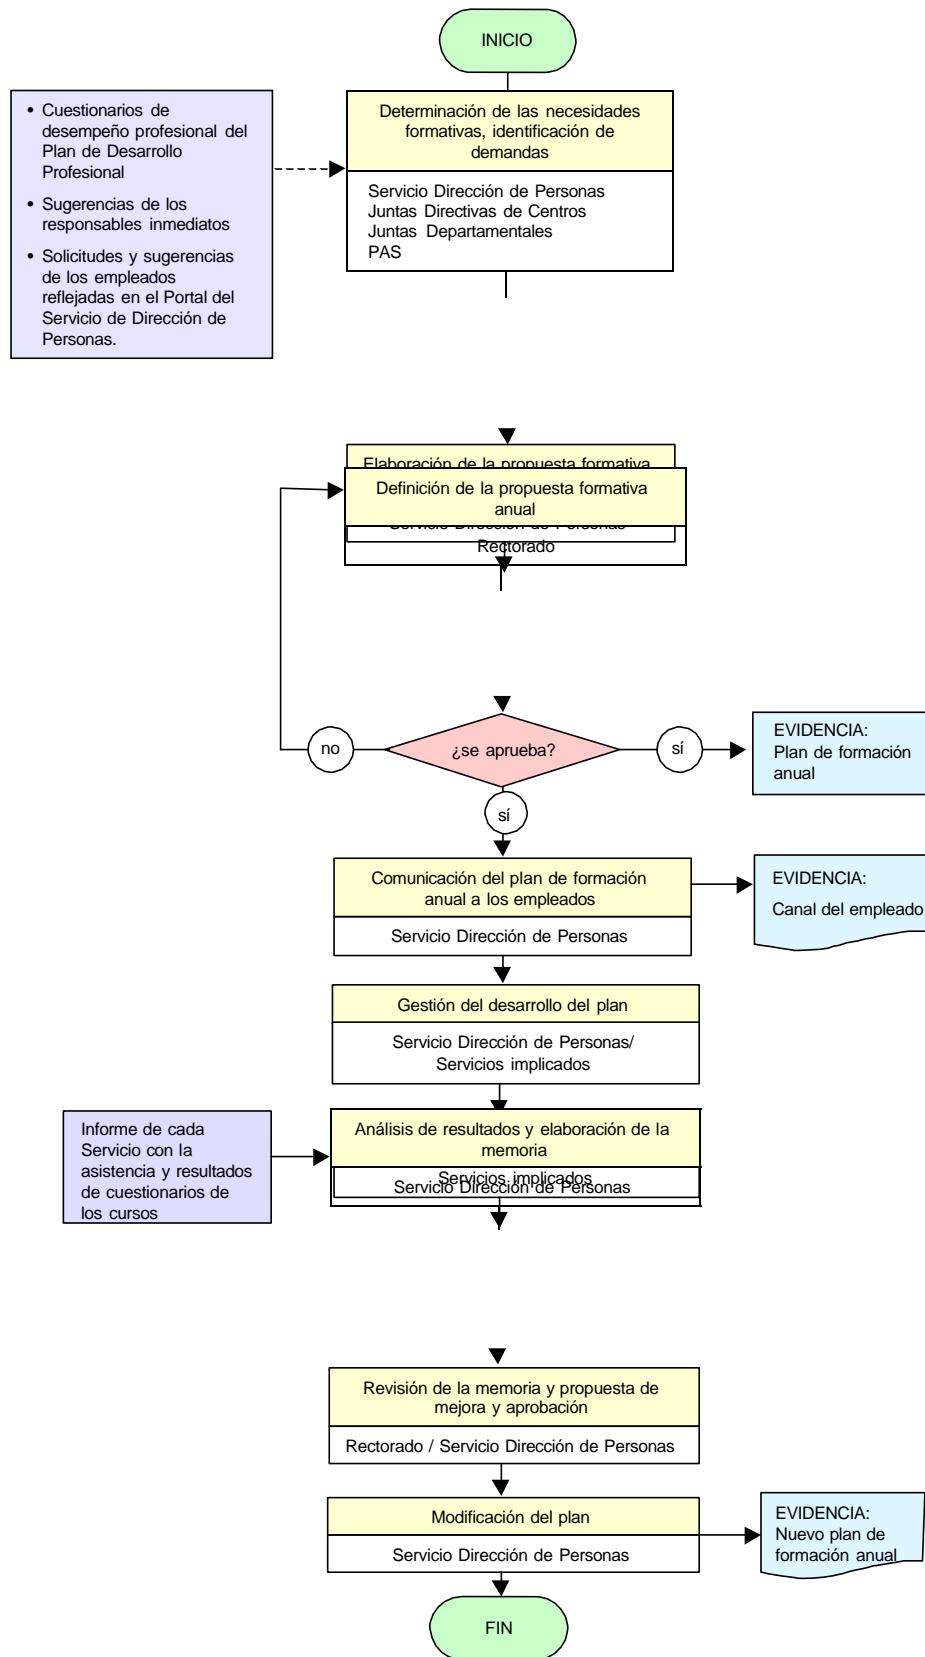 INICIO
• Cuestionarios de
desempeño profesional del
Plan de Desarrollo
Profesional
• Sugerencias de los
responsables inmediatos
• Solicitudes y sugerencias
de los empleados
reflejadas en el Portal del
Servicio de Dirección de
Personas.
Determinación de las necesidades
formativas, identificación de
demandas
Servicio Dirección de Personas
Juntas Directivas de Centros
Juntas Departamentales
PAS
Elaboración de la propuesta formativa
Definición de la propuesta formativa
anual
Servicio Dirección de Personas
Rectorado
¿se aprueba?
no
sí
EVIDENCIA:
Plan de formación
anual
sí
Comunicación del plan de formación
anual a los empleados
Servicio Dirección de Personas
EVIDENCIA:
Canal del empleado
Gestión del desarrollo del plan
Servicio Dirección de Personas/
Servicios implicados
Informe de cada
Servicio con la
asistencia y resultados
de cuestionarios de
los cursos
Análisis de resultados y elaboración de la
memoria
Servicios implicados
Servicio Dirección de Personas
Revisión de la memoria y propuesta de
mejora y aprobación
Rectorado / Servicio Dirección de Personas
Modificación del plan
Servicio Dirección de Personas
EVIDENCIA:
Nuevo plan de
formación anual
FIN